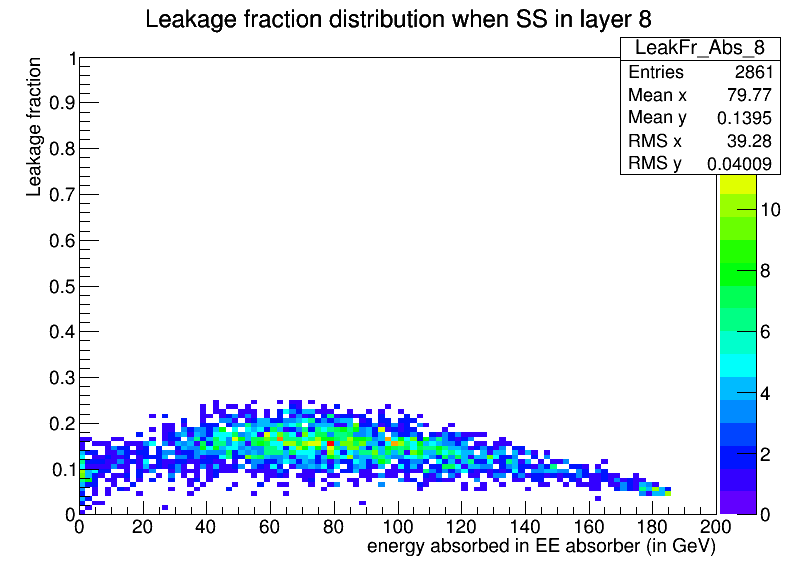 Leakage fraction distribution when SS in layer 8
LeakFr_Abs_8
Entries 2861
Mean x 79.77
Mean y 0.1395
RMS x 39.28
RMS y 0.04009
Leakage fraction
1
0.9
0.8
0.7
0.6
0.5
0.4
0.3
0.2
0.1
0
10
8
6
4
2
0
0 20 40 60 80 100 120 140 160 180 200
energy absorbed in EE absorber (in GeV)